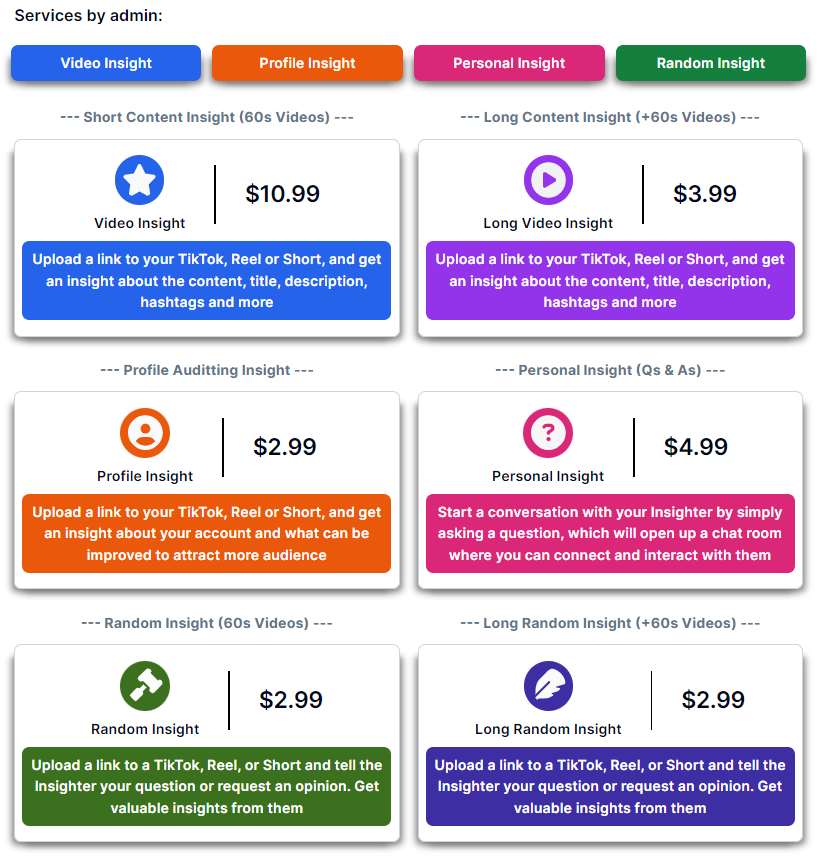 Services by admin:
Video Insight
Profile Insight
Personal Insight
Random Insight
--- Short Content Insight (60s Videos) ---
Video Insight
$10.99
Upload a link to your TikTok, Reel or Short, and get
an insight about the content, title, description,
hashtags and more
--- Long Content Insight (+60s Videos) ---
Long Video Insight
$3.99
Upload a link to your TikTok, Reel or Short, and get
an insight about the content, title, description,
hashtags and more
--- Profile Auditting Insight ---
Profile Insight
$2.99
Upload a link to your TikTok, Reel or Short, and get
an insight about your account and what can be
improved to attract more audience
--- Personal Insight (Qs & As) ---
?
Personal Insight
$4.99
Start a conversation with your Insighter by simply
asking a question, which will open up a chat room
where you can connect and interact with them
--- Random Insight (60s Videos) ---
Random Insight
$2.99
Upload a link to a TikTok, Reel, or Short and tell the
Insighter your question or request an opinion. Get
valuable insights from them
--- Long Random Insight (+60s Videos) ---
Long Random Insight
$2.99
Upload a link to a TikTok, Reel, or Short and tell the
Insighter your question or request an opinion. Get
valuable insights from them